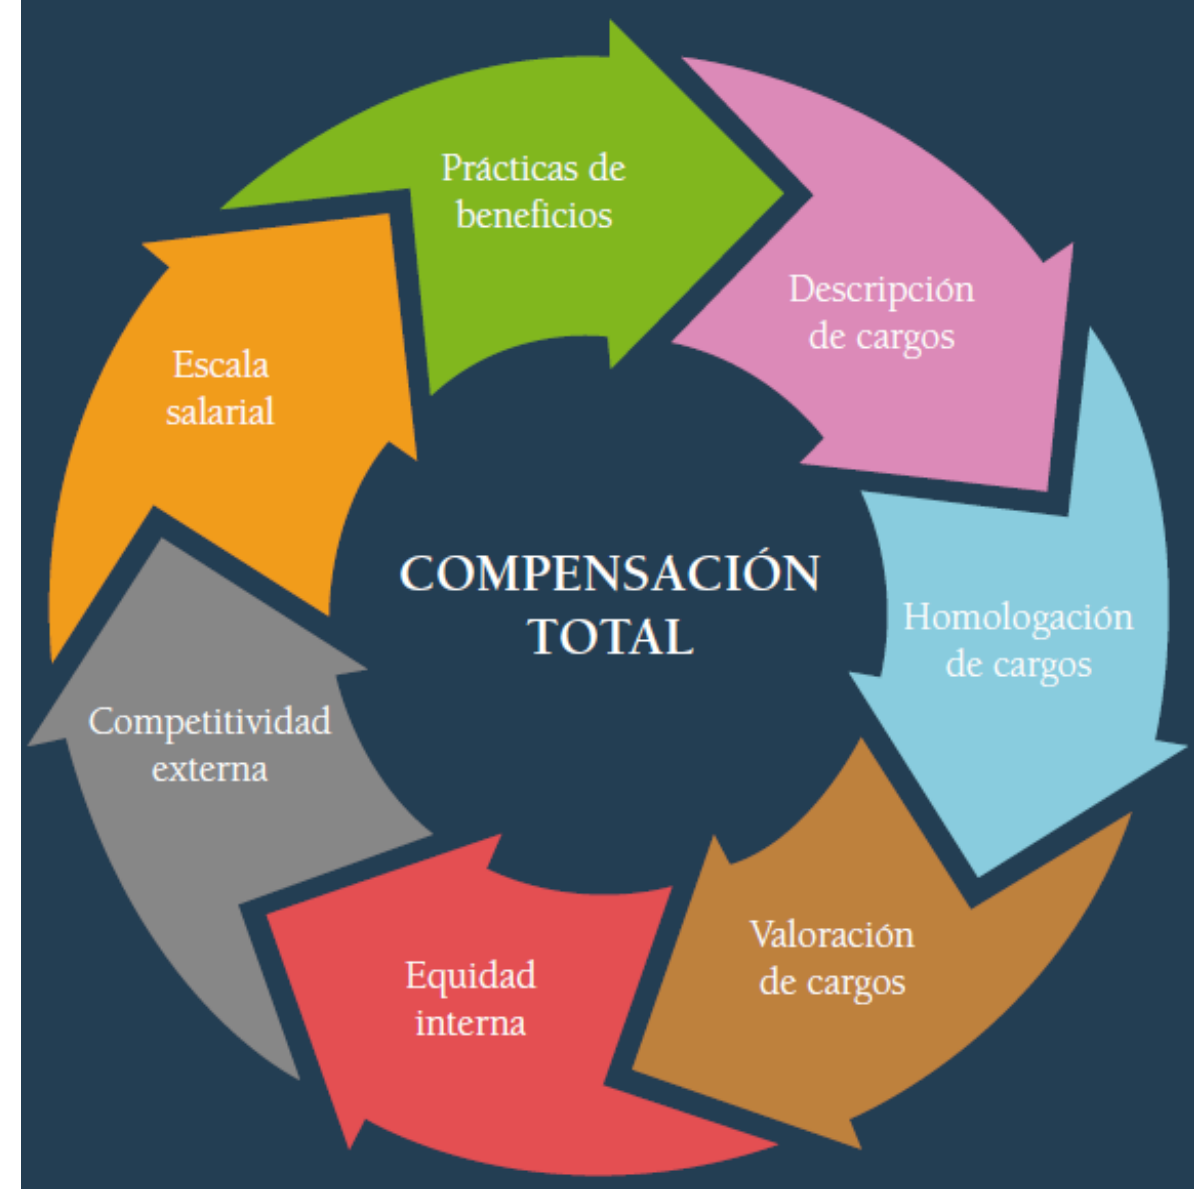 Prácticas de
beneficios
Descripción
de cargos
Homologación
de cargos
Valoración
de cargos
Equidad
interna
Competitividad
externa
Escala
salarial
COMPENSACIÓN
TOTAL